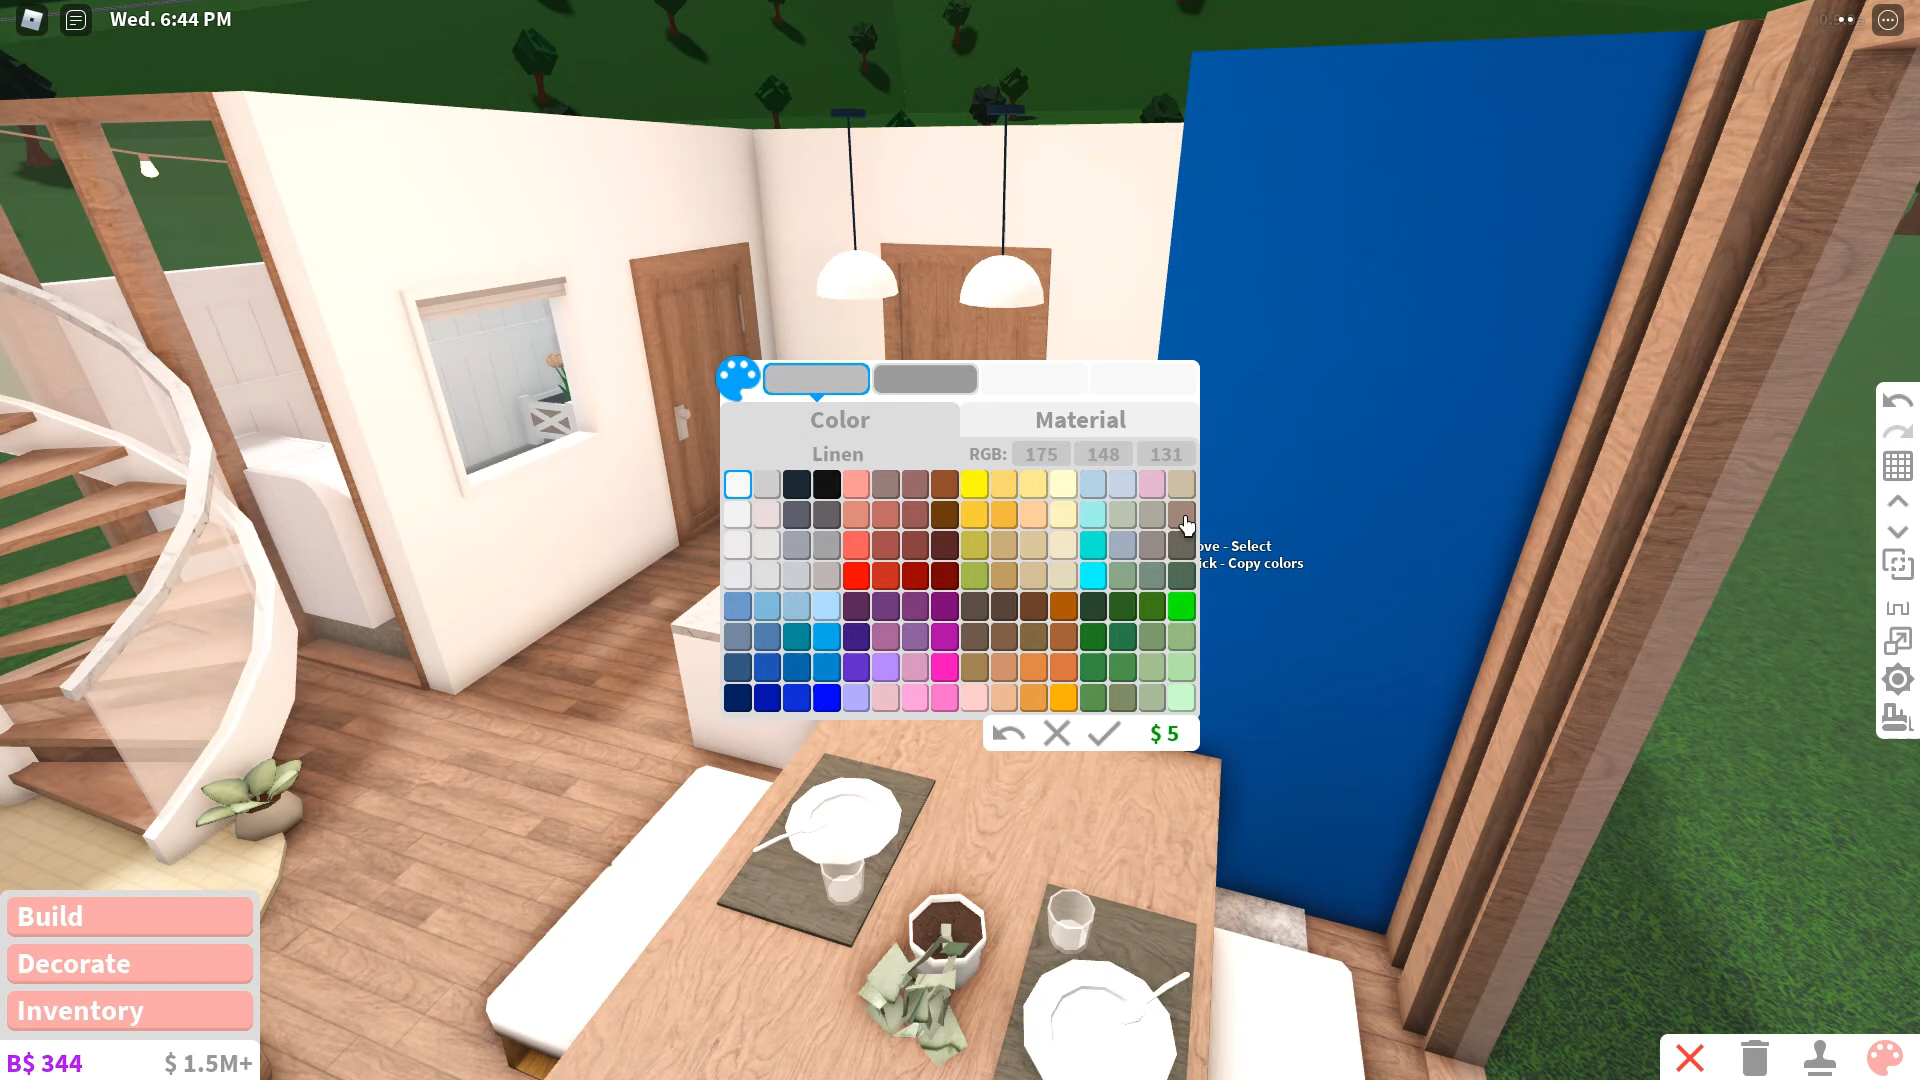 Wed. 6:44 PM
Color
Material
Linen
RGB: 175 148 131
ove - Select
ick - Copy colors
$ 5
Build
Decorate
Inventory
B$ 344
$ 1.5M+